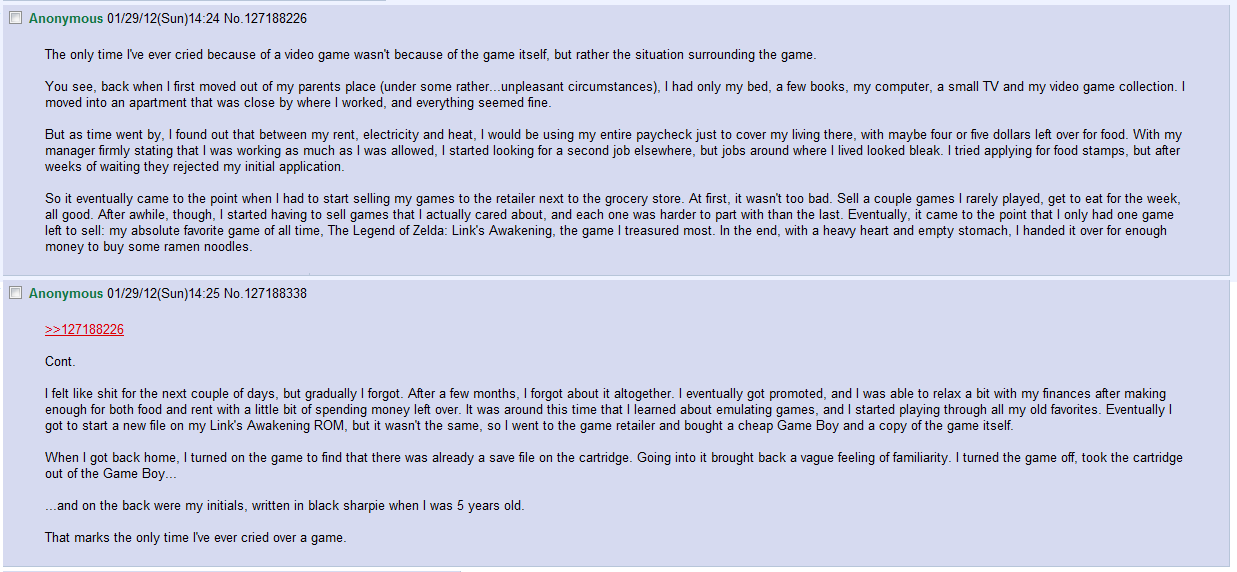 Anonymous 01/29/12(Sun)14:24 No.127188226
The only time I've ever cried because of a video game wasn't because of the game itself, but rather the situation surrounding the game.
You see, back when I first moved out of my parents place (under some rather...unpleasant circumstances), I had only my bed, a few books, my computer, a small TV and my video game collection. I
moved into an apartment that was close by where I worked, and everything seemed fine.
But as time went by, I found out that between my rent, electricity and heat, I would be using my entire paycheck just to cover my living there, with maybe four or five dollars left over for food. With my
manager firmly stating that I was working as much as I was allowed, I started looking for a second job elsewhere, but jobs around where I lived looked bleak. I tried applying for food stamps, but after
weeks of waiting they rejected my initial application.
So it eventually came to the point when I had to start selling my games to the retailer next to the grocery store. At first, it wasn't too bad. Sell a couple games I rarely played, get to eat for the week,
all good. After awhile, though, I started having to sell games that I actually cared about, and each one was harder to part with than the last. Eventually, it came to the point that I only had one game
left to sell: my absolute favorite game of all time, The Legend of Zelda: Link's Awakening, the game I treasured most. In the end, with a heavy heart and empty stomach, I handed it over for enough
money to buy some ramen noodles.
Anonymous 01/29/12(Sun)14:25 No.127188338
>>127188226
Cont.
I felt like shit for the next couple of days, but gradually I forgot. After a few months, I forgot about it altogether. I eventually got promoted, and I was able to relax a bit with my finances after making
enough for both food and rent with a little bit of spending money left over. It was around this time that I learned about emulating games, and I started playing through all my old favorites. Eventually I
got to start a new file on my Link's Awakening ROM, but it wasn't the same, so I went to the game retailer and bought a cheap Game Boy and a copy of the game itself.
When I got back home, I turned on the game to find that there was already a save file on the cartridge. Going into it brought back a vague feeling of familiarity. I turned the game off, took the cartridge
out of the Game Boy...
...and on the back were my initials, written in black sharpie when I was 5 years old.
That marks the only time I've ever cried over a game.